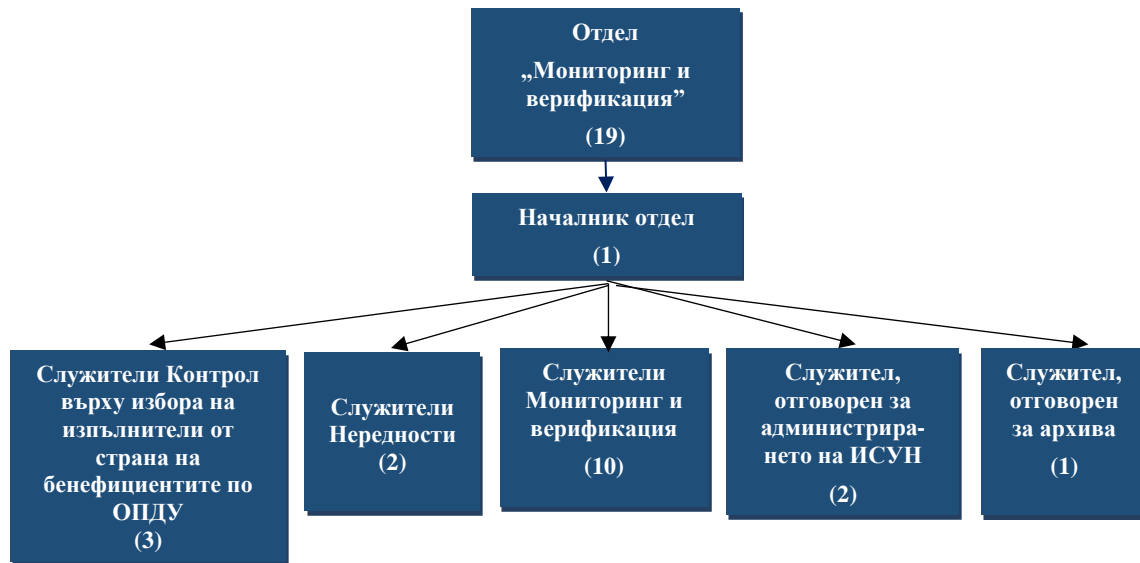 Отдел
„Мониторинг и
верификация”
(19)
Началник отдел
(1)
Служители Контрол
върху избора на
изпълнители от
страна на
бенефициентите по
ОПДУ
(3)
Служители
Нередности
(2)
Служители
Мониторинг и
верификация
(10)
Служител,
отговорен за
администрира-
нето на ИСУН
(2)
Служител,
отговорен
за архива
(1)